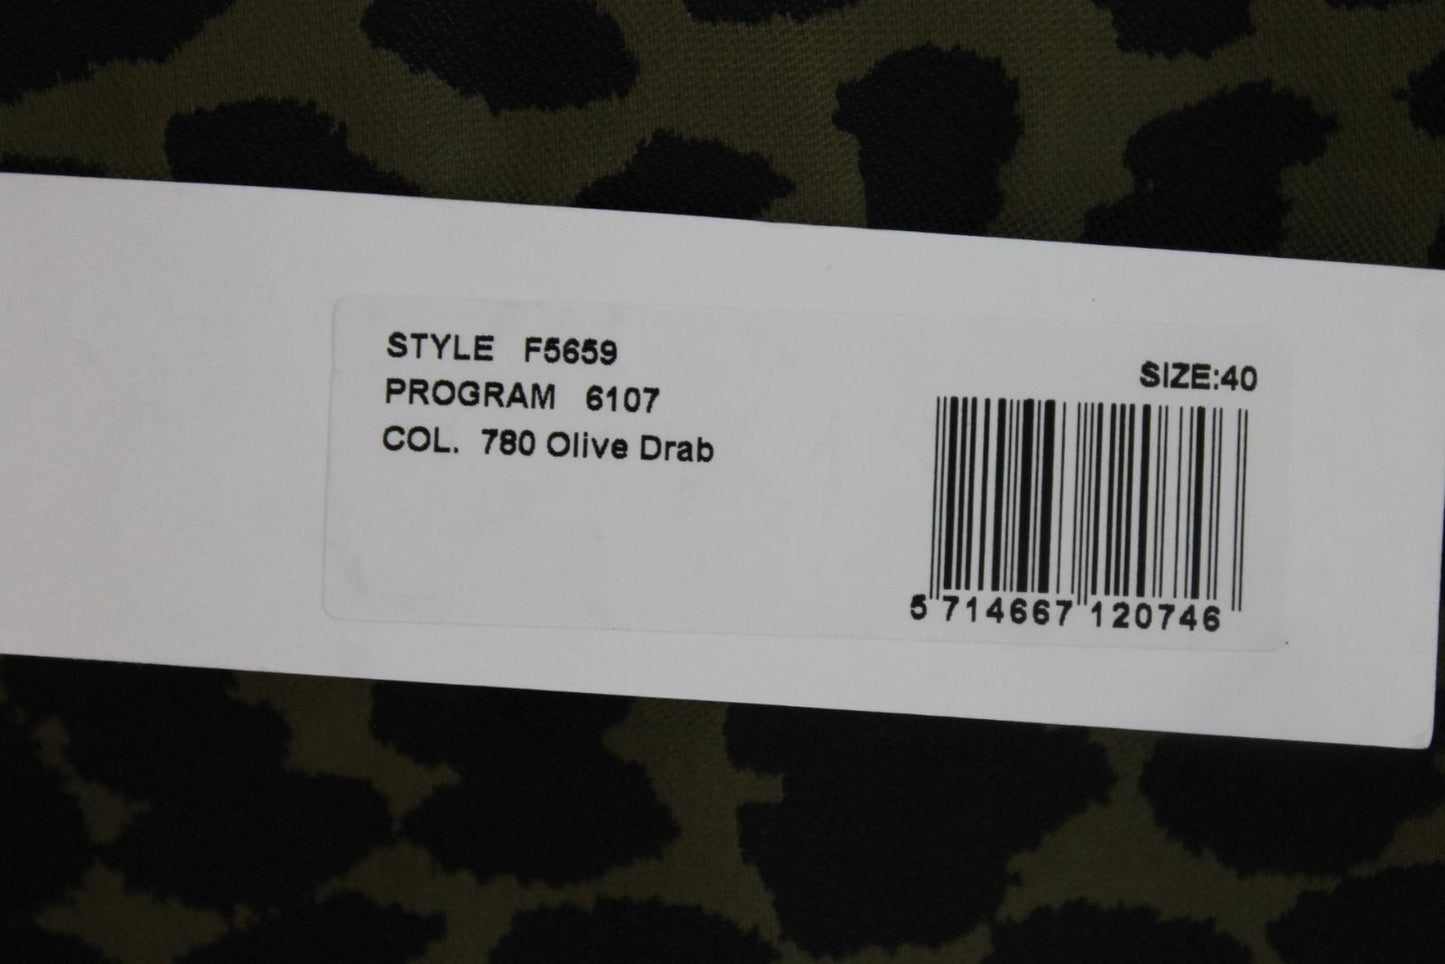 STYLE F5659
PROGRAM 6107
COL. 780 Olive Drab
SIZE:40
5 714667 120746